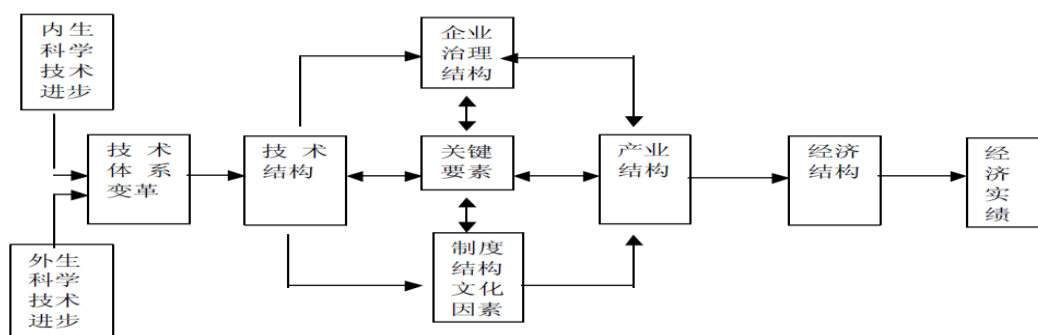 内生
科学
技术
进步
外生
科学
技术
进步
技术
体系
变革
技术
结构
企业
治理
结构
关键
要素
制度
结构
文化
因素
产业
结构
经济
结构
经
济
实
绩